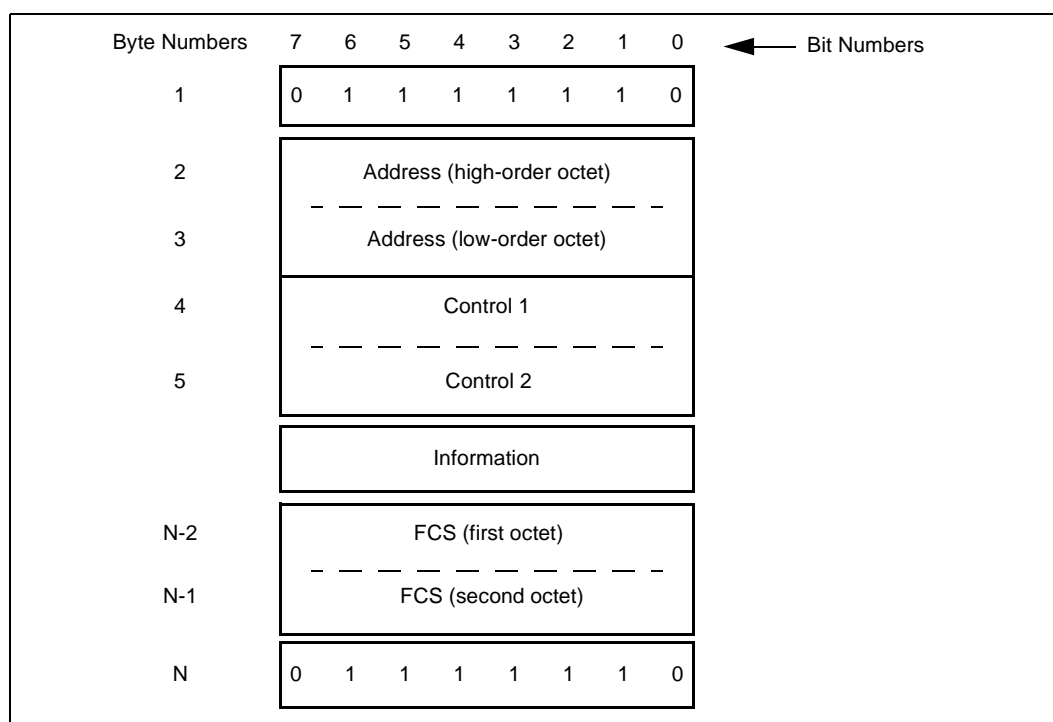 Byte Numbers 7 6 5 4 3 2 1 0 Bit Numbers
1 0 1 1 1 1 1 1 0
2 Address (high-order octet)
3 Address (low-order octet)
4 Control 1
5 Control 2
Information
N-2 FCS (first octet)
N-1 FCS (second octet)
N 0 1 1 1 1 1 1 0